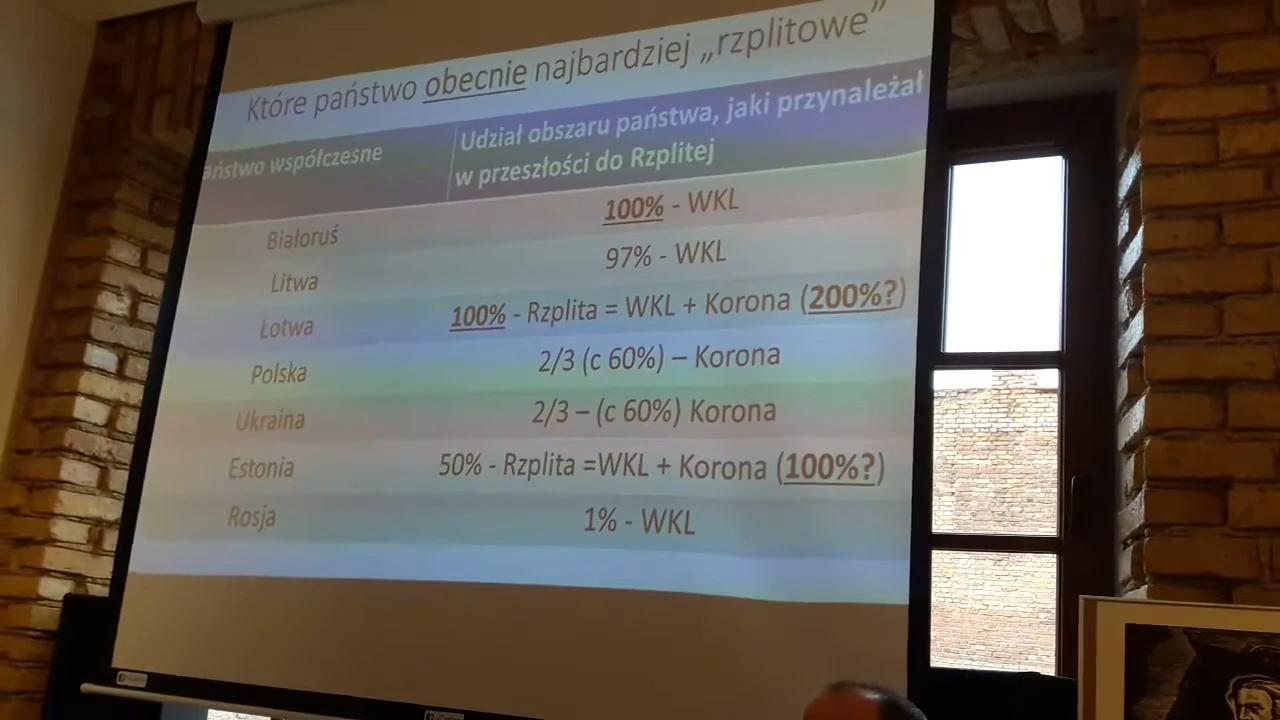 Które państwo obecnie najbardziej „rzplitowe”
aństwo współczesne
Udział obszaru państwa, jaki przynależał
w przeszłości do Rzplitej
Białoruś 100% - WKL
Litwa 97% - WKL
Łotwa 100% - Rzplita = WKL + Korona (200%?)
Polska 2/3 (c 60%) – Korona
Ukraina 2/3 – (c 60%) Korona
Estonia 50% - Rzplita =WKL + Korona (100%?)
Rosja 1% - WKL